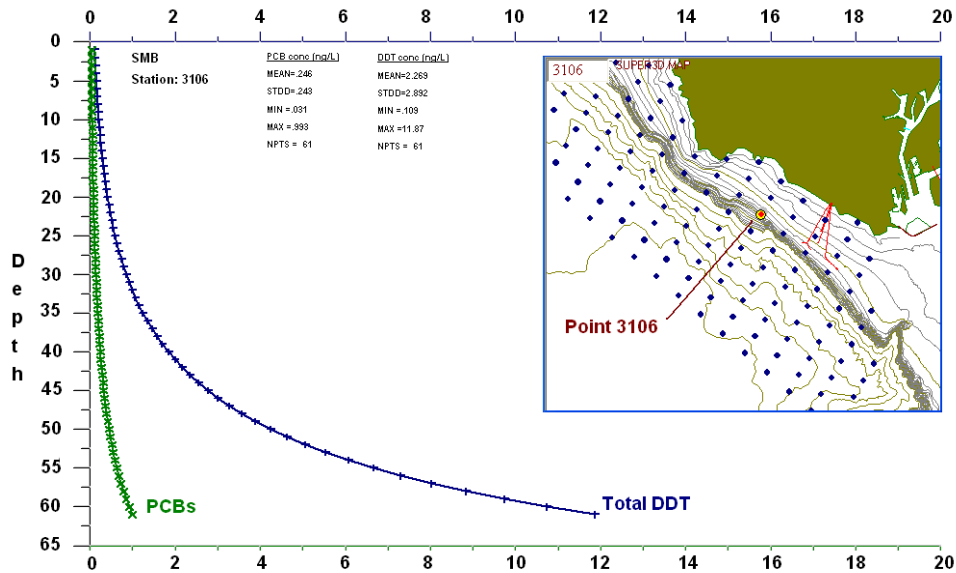 0 2 4 6 8 10 12 14 16 18 20
0
5
10
15
20
25
30
35
40
45
50
55
60
65
Depth
SMB
Station: 3106
PCB conc (ng/L)
MEAN=.246
STDD=.243
MIN =.031
MAX =.993
NPTS = 61
DDT conc (ng/L)
MEAN=2.269
STDD=2.892
MIN =.109
MAX =11.87
NPTS = 61
3106
SUPER3D MAP
Point 3106
PCBs
Total DDT
0 2 4 6 8 10 12 14 16 18 20